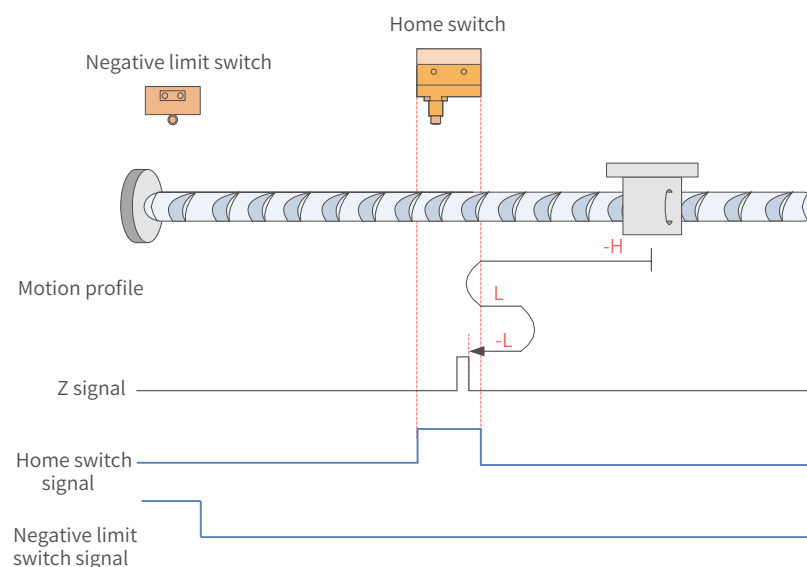 Home switch
Negative limit switch
-H
Motion profile
L
-L
Z signal
Home switch
signal
Negative limit
switch signal